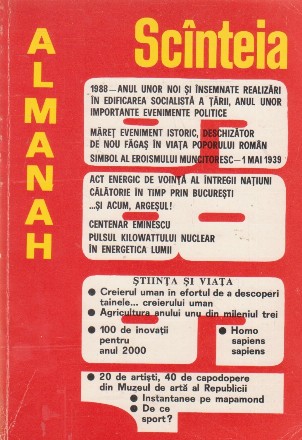 ALMANAH
Scînteia
1988 — ANUL UNOR NOI ȘI ÎNSEMNATE REALIZĂRI
ÎN EDIFICAREA SOCIALISTĂ A ȚĂRII, ANUL UNOR
IMPORTANTE EVENIMENTE POLITICE
MĂREȚ EVENIMENT ISTORIC, DESCHIZĂTOR
DE NOU FĂGAȘ ÎN VIAȚA POPORULUI ROMÂN
SIMBOL AL EROISMULUI MUNCITORESC — 1 MAI 1939
ACT ENERGIC DE VOINȚĂ AL ÎNTREGII NAȚIUNI
CĂLĂTORIE ÎN TIMP PRIN BUCUREȘTI
...ȘI ACUM, ARGEȘUL!
CENTENAR EMINESCU
PULSUL KILOWATTULUI NUCLEAR
ÎN ENERGETICA LUMII
ȘTIINȚA ȘI VIAȚA
● Creierul uman în efortul de a descoperi
tainele... creierului uman
● Agricultura anului unu din mileniul trei
● 100 de inovații
pentru
anul 2000
● Homo
sapiens
sapiens
● 20 de artiști, 40 de capodopere
din Muzeul de artă al Republicii
● Instantanee pe mapamond
● De ce
sport?